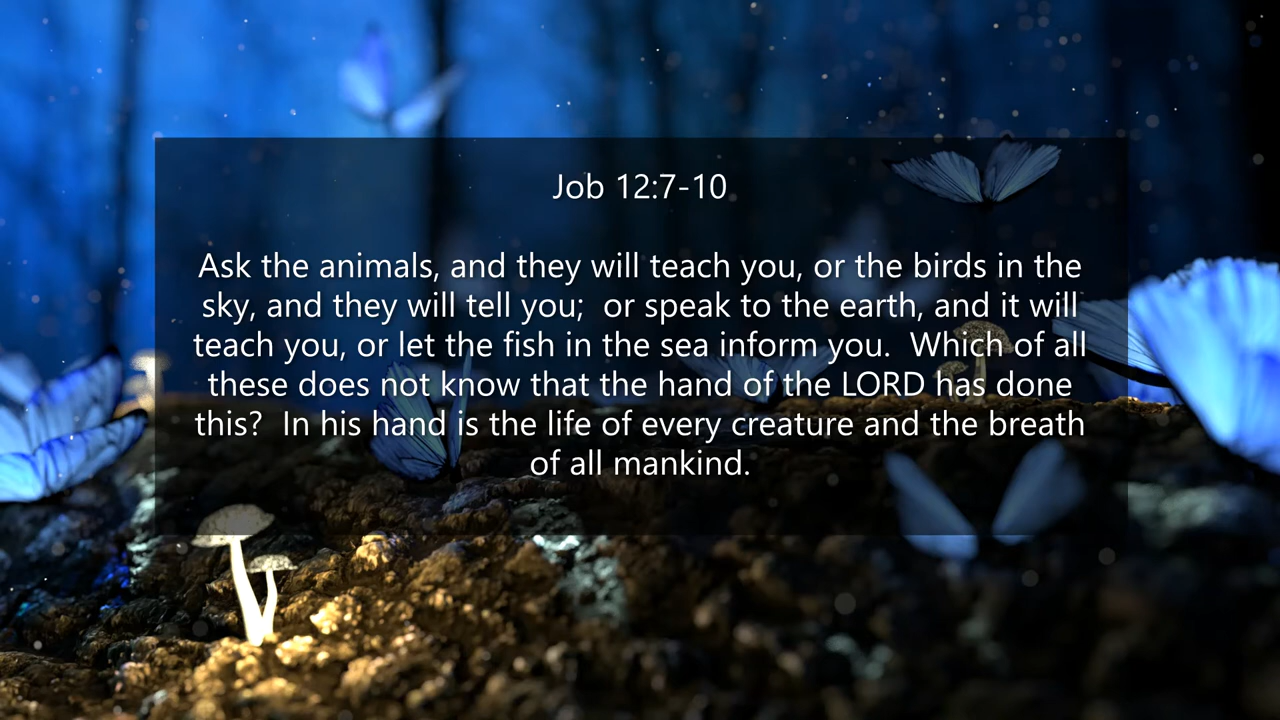 Job 12:7-10
Ask the animals, and they will teach you, or the birds in the
sky, and they will tell you;  or speak to the earth, and it will
teach you, or let the fish in the sea inform you.  Which of all
these does not know that the hand of the LORD has done
this?  In his hand is the life of every creature and the breath
of all mankind.